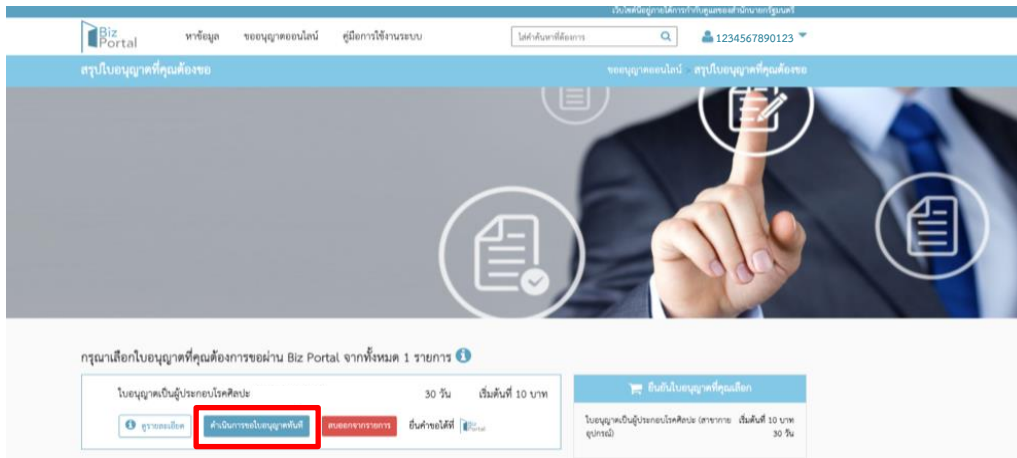 เว็บไซต์นี้อยู่ภายใต้การกำกับดูแลของสำนักนายกรัฐมนตรี
Biz Portal หาข้อมูล ขออนุญาตออนไลน์ คู่มือการใช้งานระบบ ใส่คำค้นหาที่ต้องการ 1234567890123
สรุปใบอนุญาตที่คุณต้องขอ ขออนุญาตออนไลน์ สรุปใบอนุญาตที่คุณต้องขอ
กรุณาเลือกใบอนุญาตที่คุณต้องการขอผ่าน Biz Portal จากทั้งหมด 1 รายการ
ใบอนุญาตเป็นผู้ประกอบโรคศิลปะ 30 วัน เริ่มต้นที่ 10 บาท
ดูรายละเอียด ดำเนินการขอใบอนุญาตทันที ลบออกจากรายการ ยื่นคำขอได้ที่ Biz Portal
ยืนยันใบอนุญาตที่คุณเลือก
ใบอนุญาตเป็นผู้ประกอบโรคศิลปะ (สาขากาย เริ่มต้นที่ 10 บาท
อุปกรณ์) 30 วัน